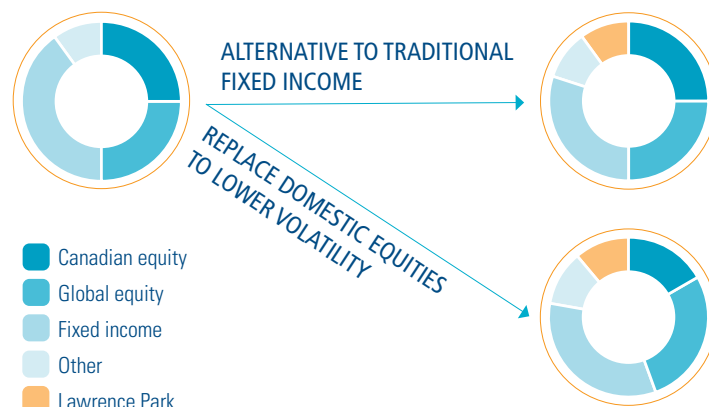 ALTERNATIVE TO TRADITIONAL
FIXED INCOME
REPLACE DOMESTIC EQUITIES
TO LOWER VOLATILITY
Canadian equity
Global equity
Fixed income
Other
Lawrence Park